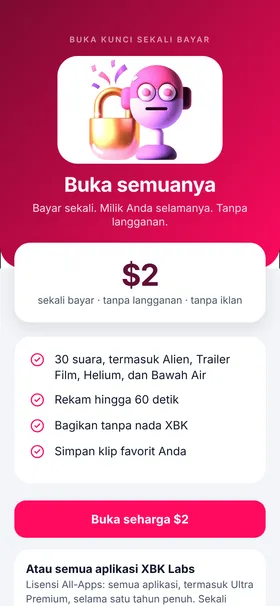 BUKA KUNCI SEKALI BAYAR
Buka semuanya
Bayar sekali. Milik Anda selamanya. Tanpa
langganan.
$2
sekali bayar · tanpa langganan · tanpa iklan
30 suara, termasuk Alien, Trailer
Film, Helium, dan Bawah Air
Rekam hingga 60 detik
Bagikan tanpa nada XBK
Simpan klip favorit Anda
Buka seharga $2
Atau semua aplikasi XBK Labs
Lisensi All-Apps: semua aplikasi, termasuk Ultra
Premium, selama satu tahun penuh. Sekali